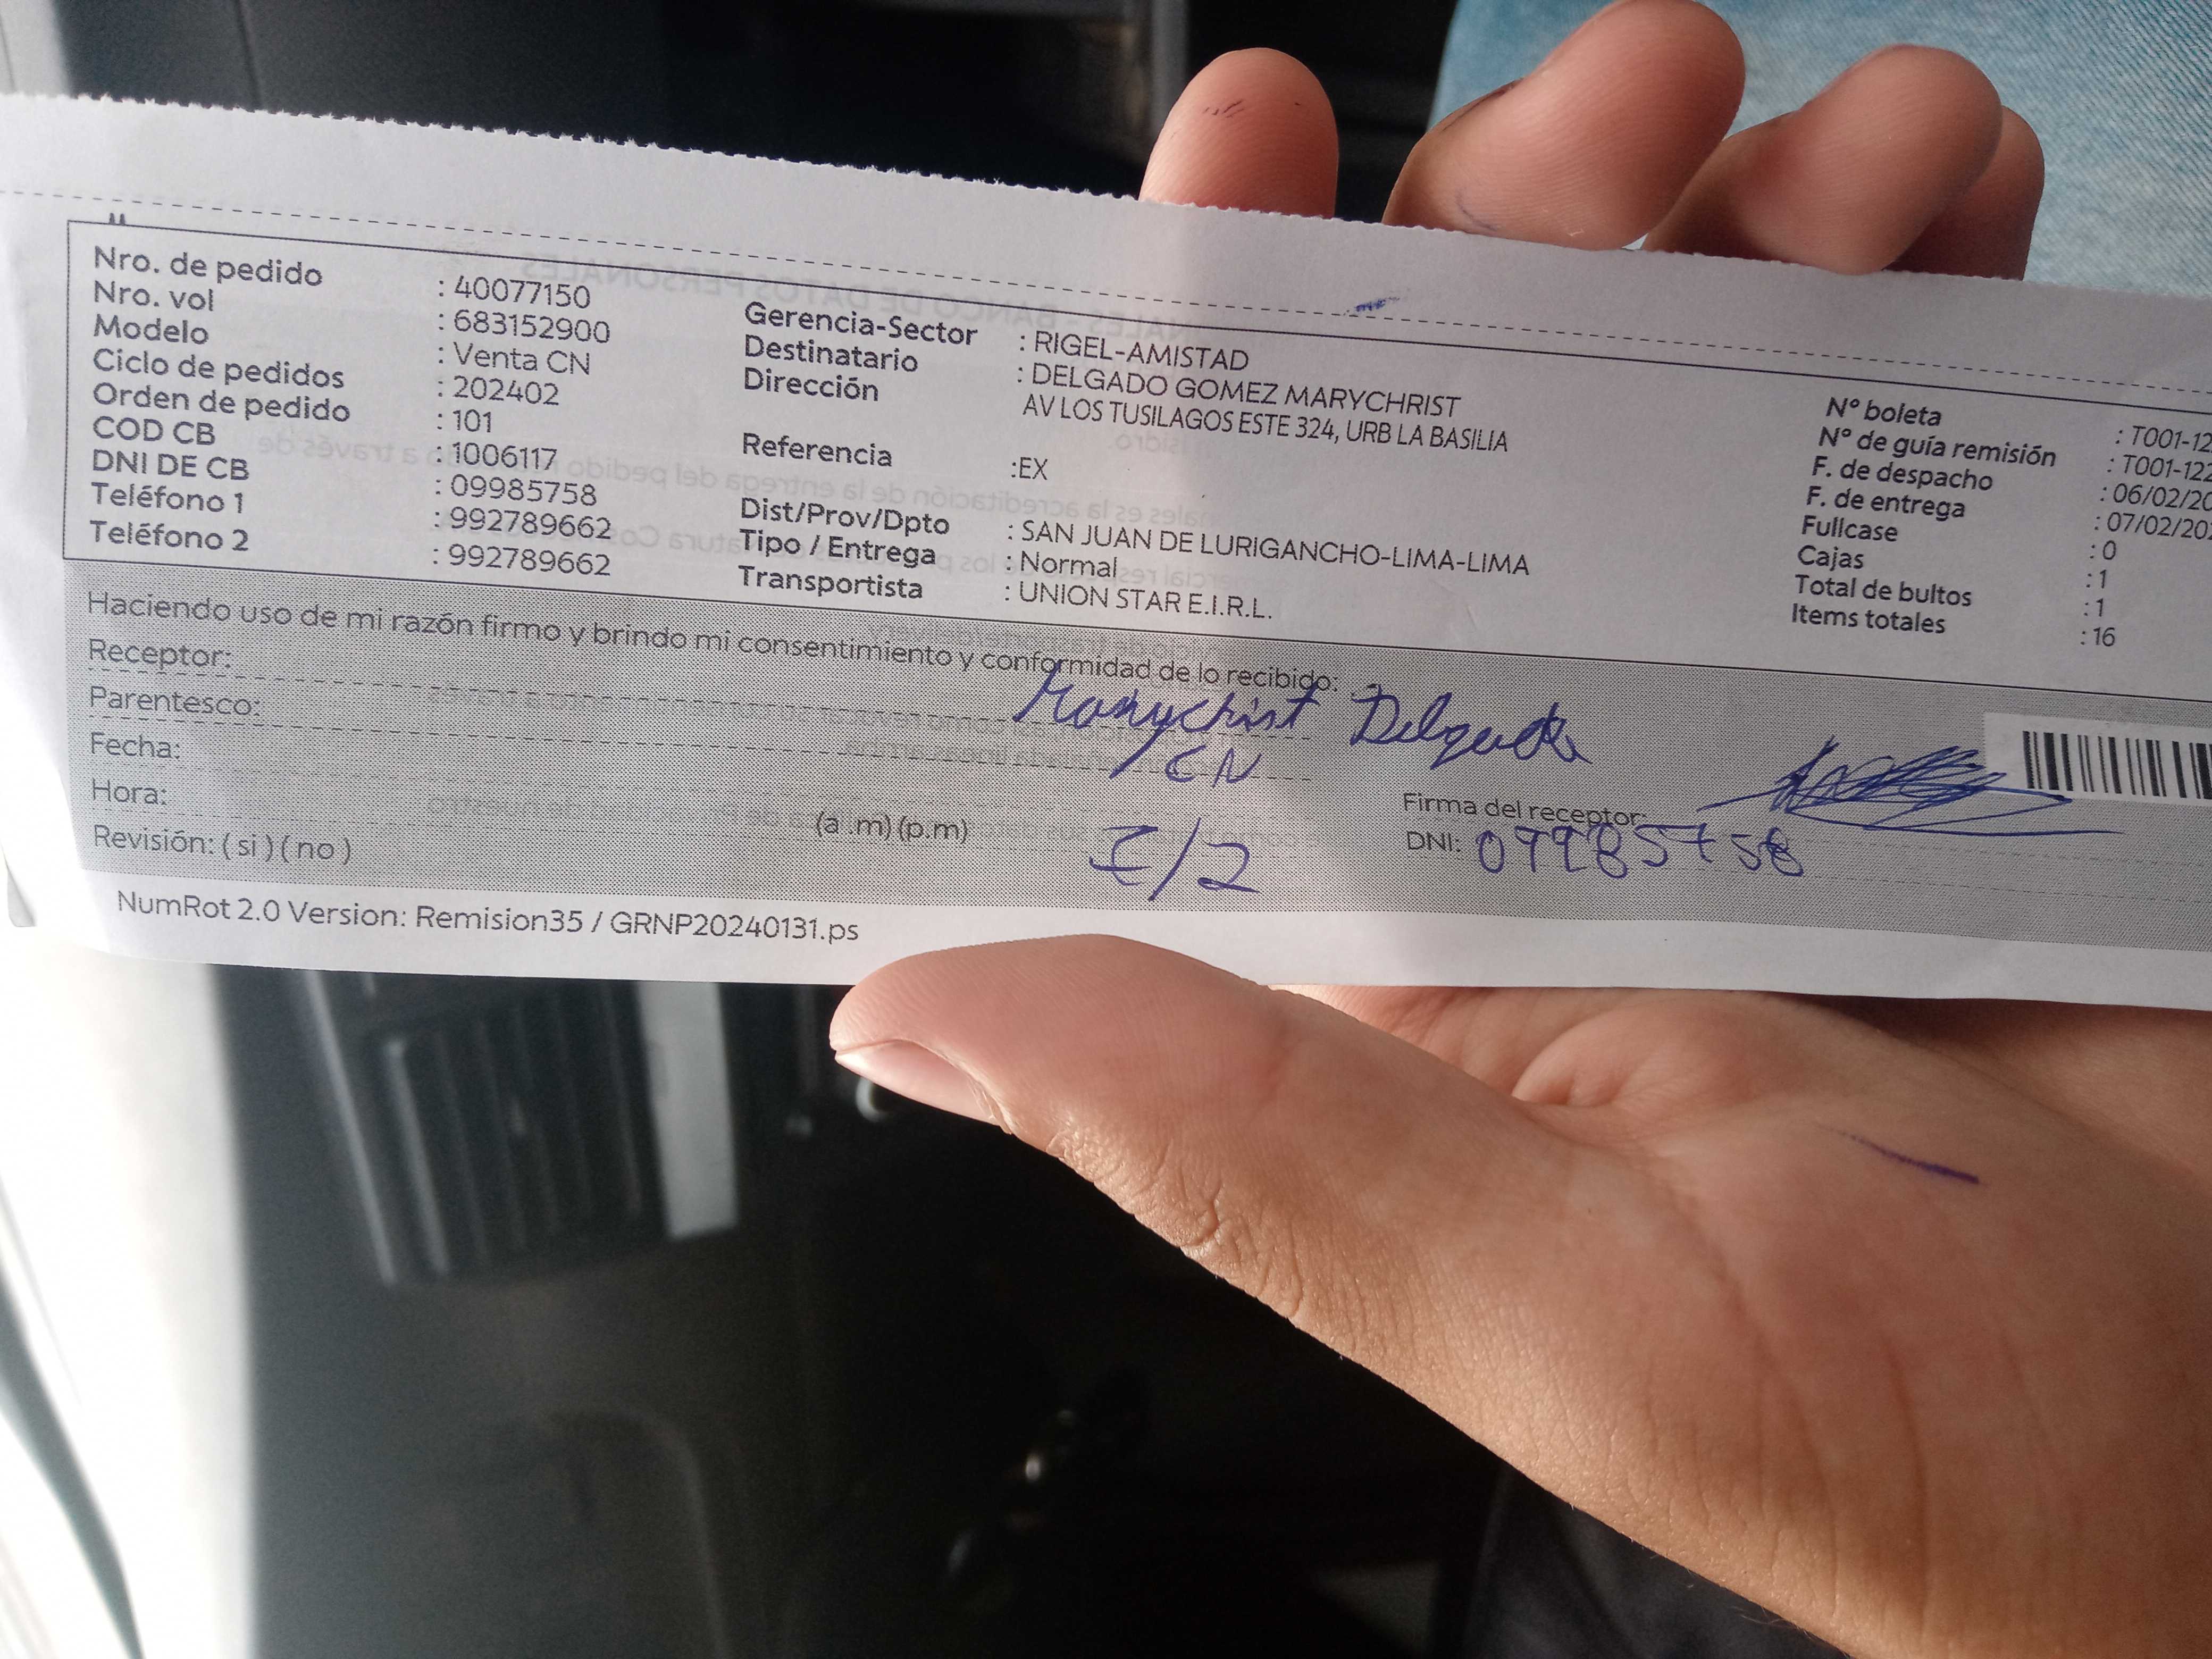 Nro. de pedido : 40077150
Nro. vol : 683152900
Modelo : Venta CN
Ciclo de pedidos : 202402
Orden de pedido : 101
COD CB : 1006117
DNI DE CB : 09985758
Teléfono 1 : 992789662
Teléfono 2 : 992789662
Gerencia-Sector : RIGEL-AMISTAD
Destinatario : DELGADO GOMEZ MARYCHRIST
Dirección AV LOS TUSILAGOS ESTE 324, URB LA BASILIA
Referencia :EX
Dist/Prov/Dpto : SAN JUAN DE LURIGANCHO-LIMA-LIMA
Tipo / Entrega : Normal
Transportista : UNION STAR E.I.R.L.
N° boleta : T001-12
N° de guía remisión : T001-122
F. de despacho : 06/02/20
F. de entrega : 07/02/20
Fullcase : 0
Cajas : 1
Total de bultos : 1
Items totales : 16
Haciendo uso de mi razón firmo y brindo mi consentimiento y conformidad de lo recibido:
Receptor: Marychrist Delgado
Parentesco: CN
Fecha:
Hora: (a .m) (p.m)
Revisión: ( si ) ( no )
Firma del receptor:
DNI: 09985758
NumRot 2.0 Version: Remision35 / GRNP20240131.ps